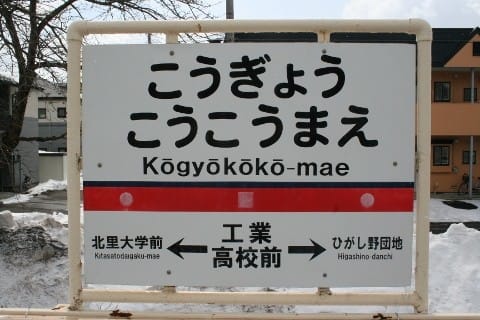 こうぎょう
こうこうまえ
Kōgyōkōkō-mae
北里大学前
Kitasatodaigaku-mae
工業
高校前
ひがし野団地
Higashino-danchi